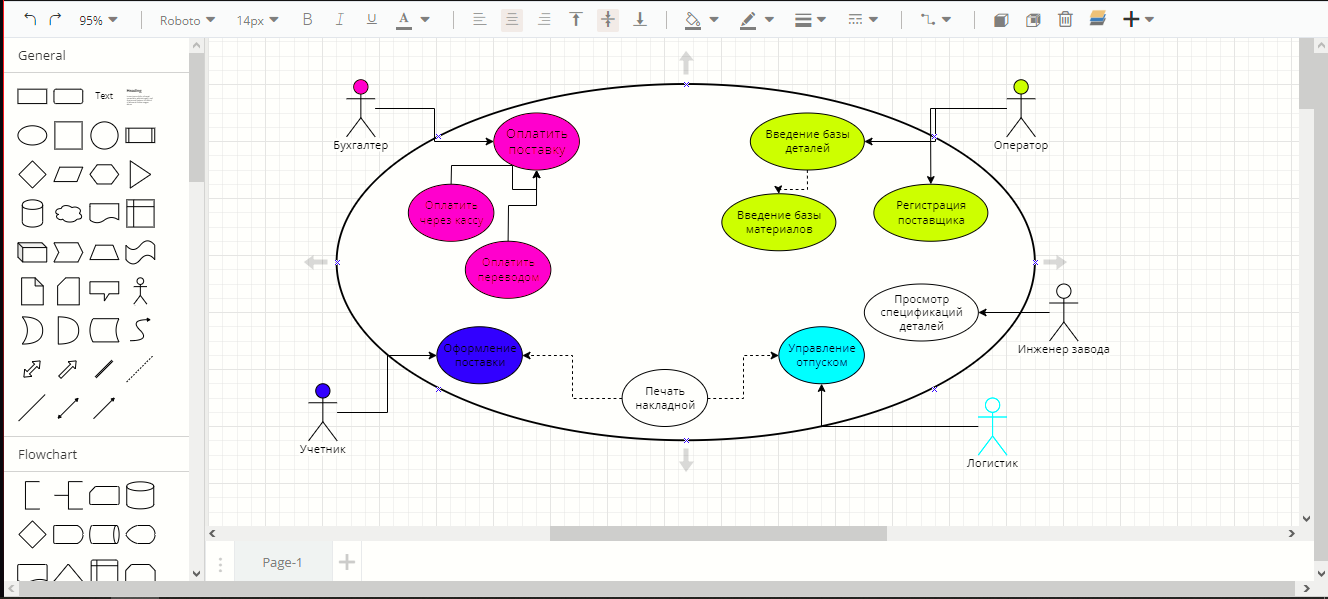 95%
Roboto
14px
B
I
U
A
General
Text
Heading
Бухгалтер
Оператор
Оплатить
поставку
Введение базы
деталей
Оплатить
через кассу
Введение базы
материалов
Регистрация
поставщика
Оплатить
переводом
Просмотр
спецификаций
деталей
Инженер завода
Оформление
поставки
Управление
отпуском
Печать
накладной
Учетник
Логистик
Flowchart
Page-1